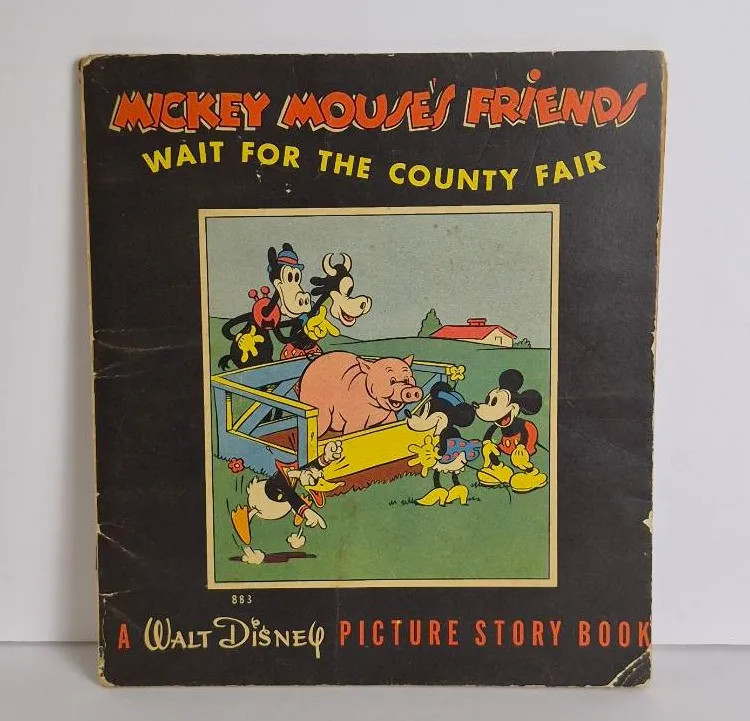 MICKEY MOUSE'S FRIENDS
WAIT FOR THE COUNTY FAIR
883
A WALT DISNEY PICTURE STORY BOOK